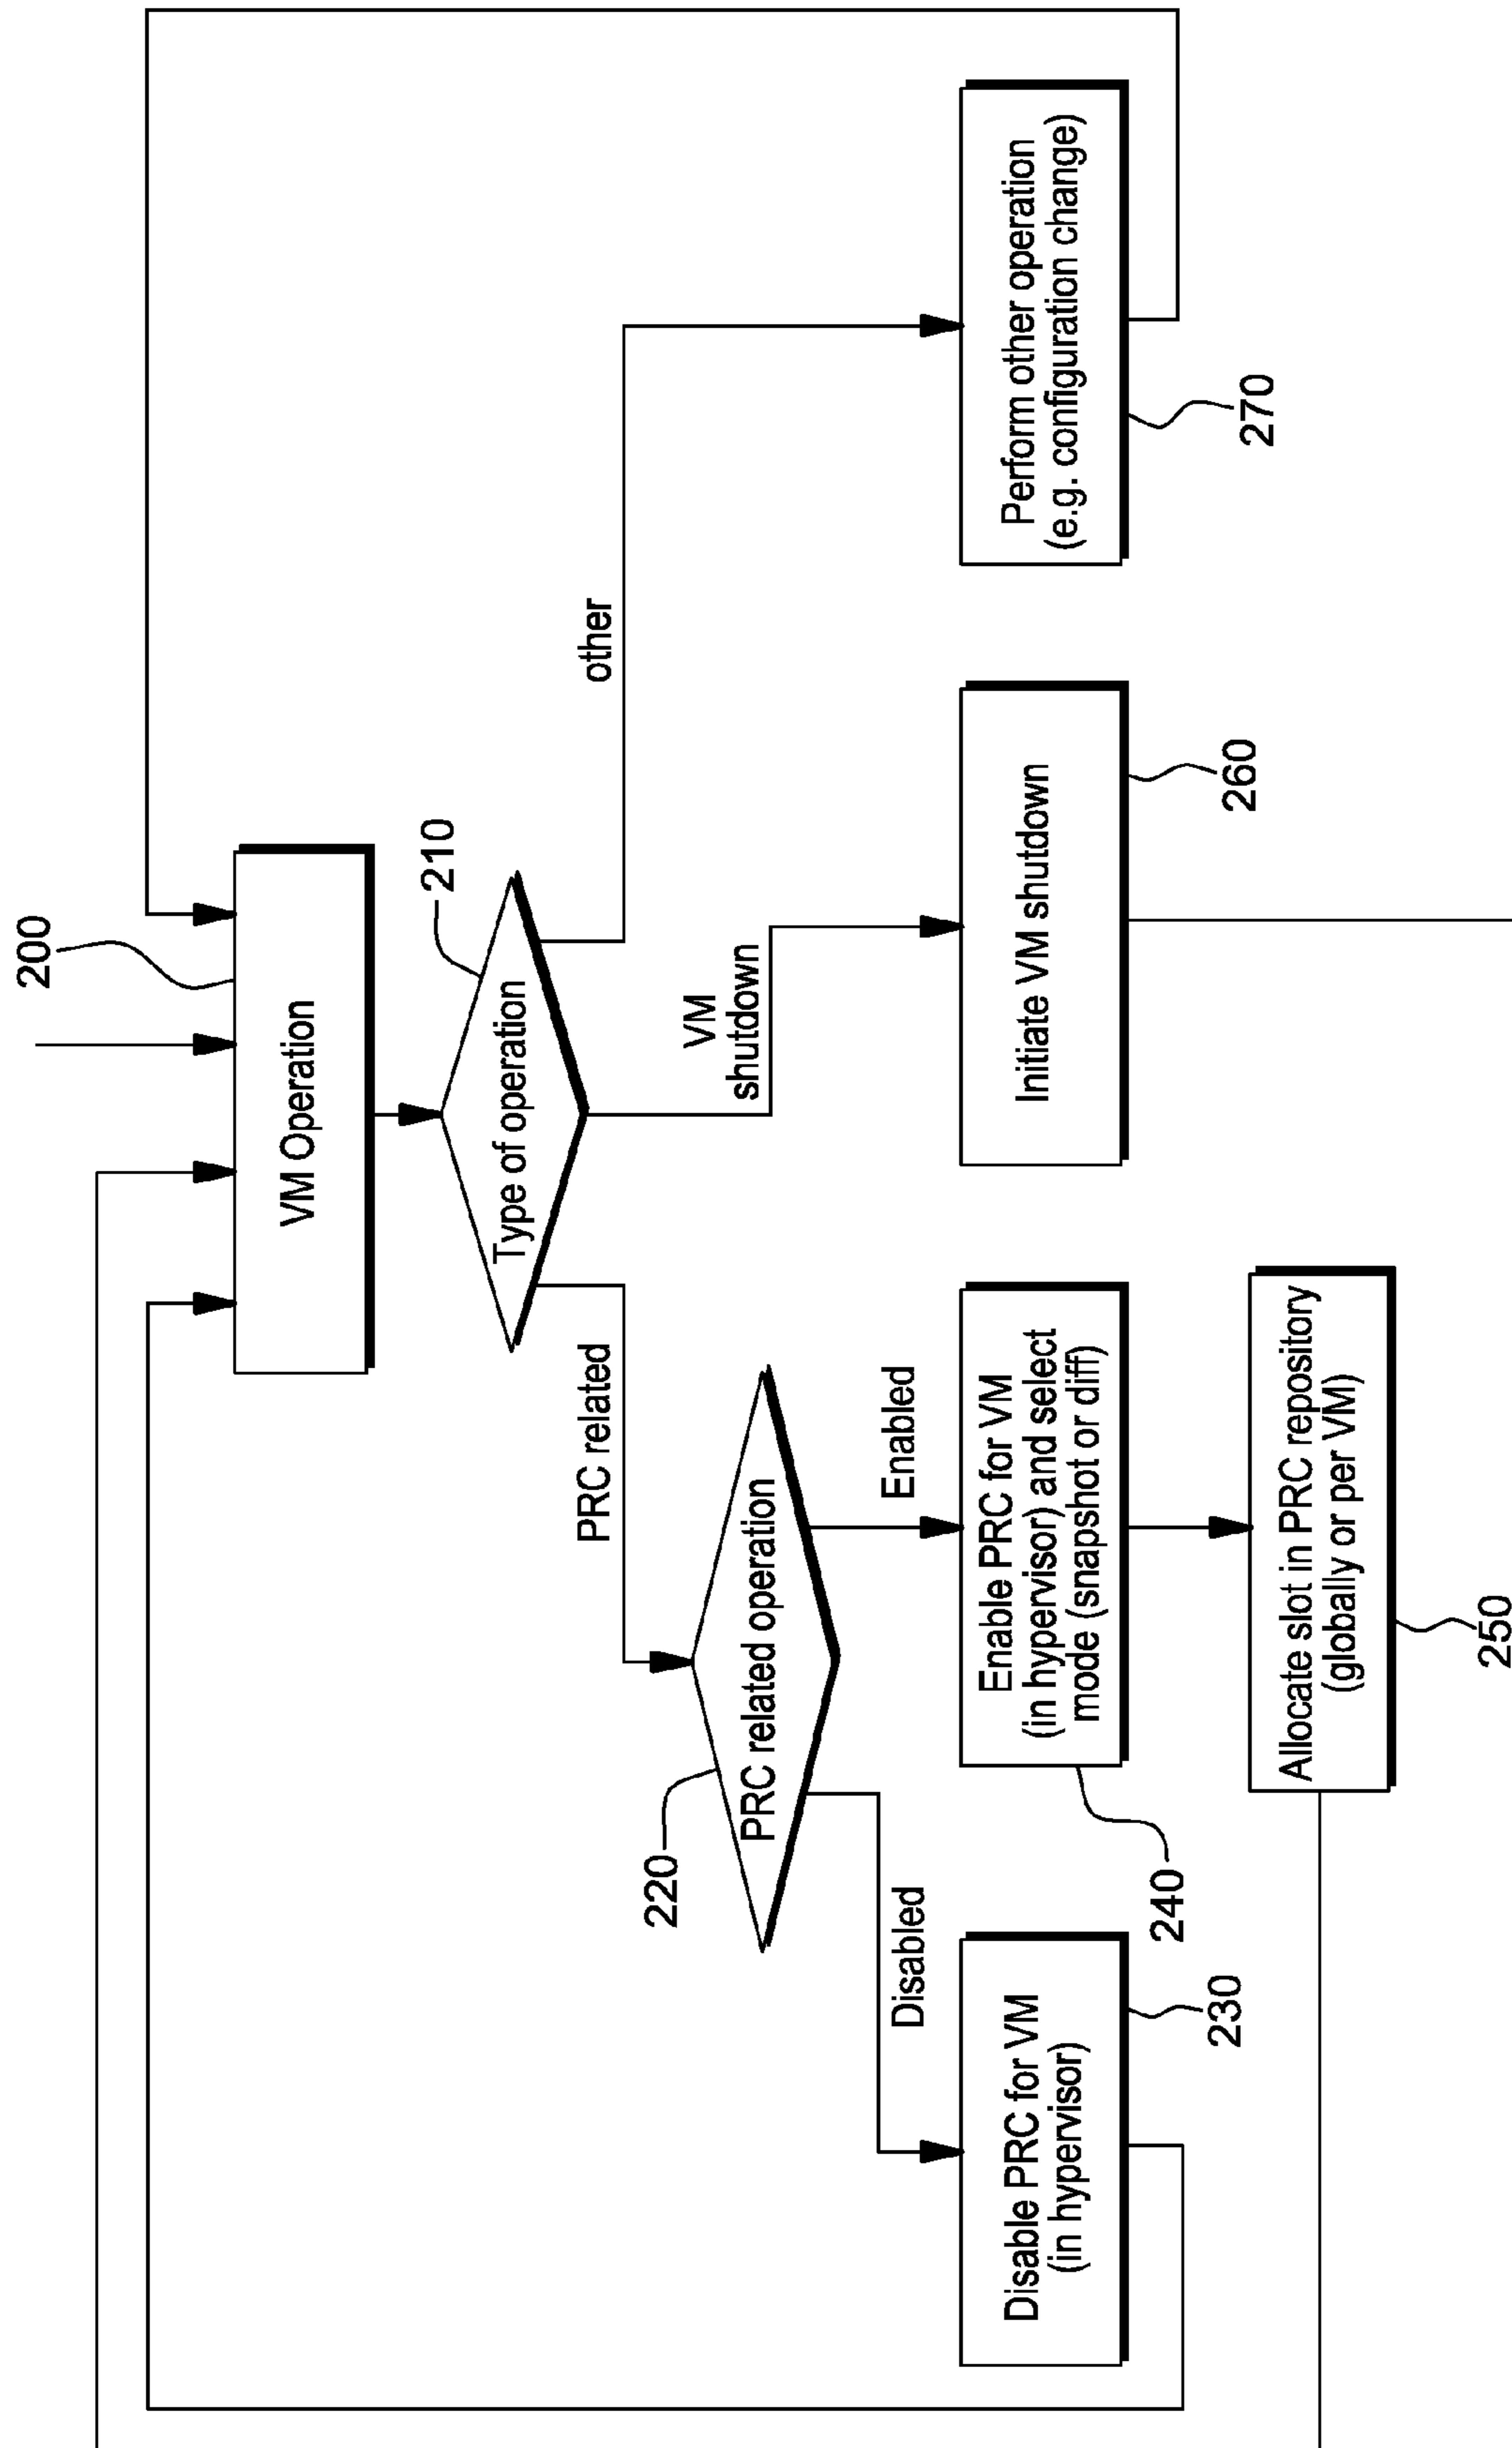 200
VM Operation
210
Type of operation
PRC related
VM
shutdown
other
220
PRC related operation
Disabled
Enabled
Disable PRC for VM
(in hypervisor)
230
Enable PRC for VM
(in hypervisor) and select
mode (snapshot or diff)
240
Initiate VM shutdown
260
Perform other operation
(e.g. configuration change)
270
Allocate slot in PRC repository
(globally or per VM)
250